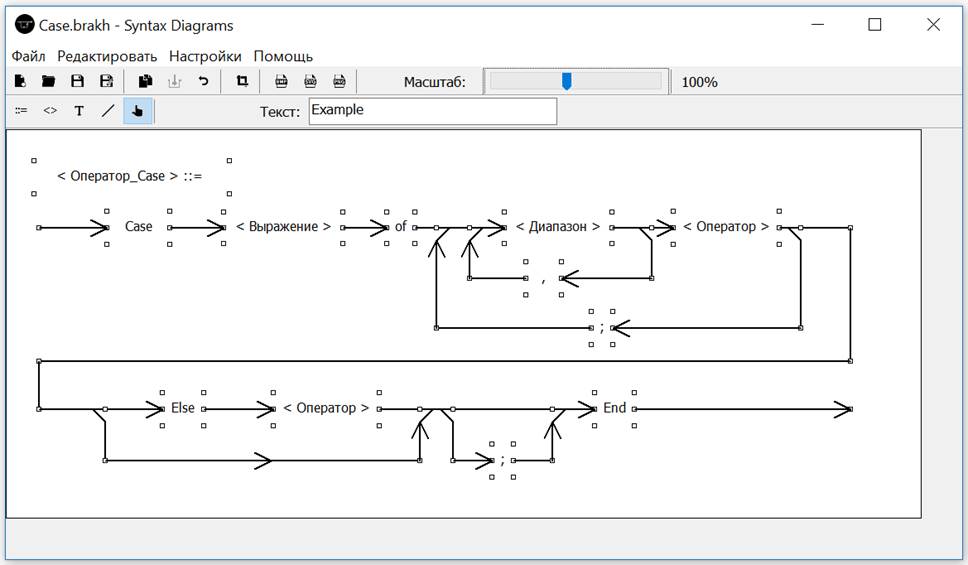 Case.brakh - Syntax Diagrams
Файл Редактировать Настройки Помощь
Масштаб: 100%
::= <> T Текст: Example
< Оператор_Case > ::=
Case < Выражение > of < Диапазон > < Оператор >
,
;
Else < Оператор > End
;